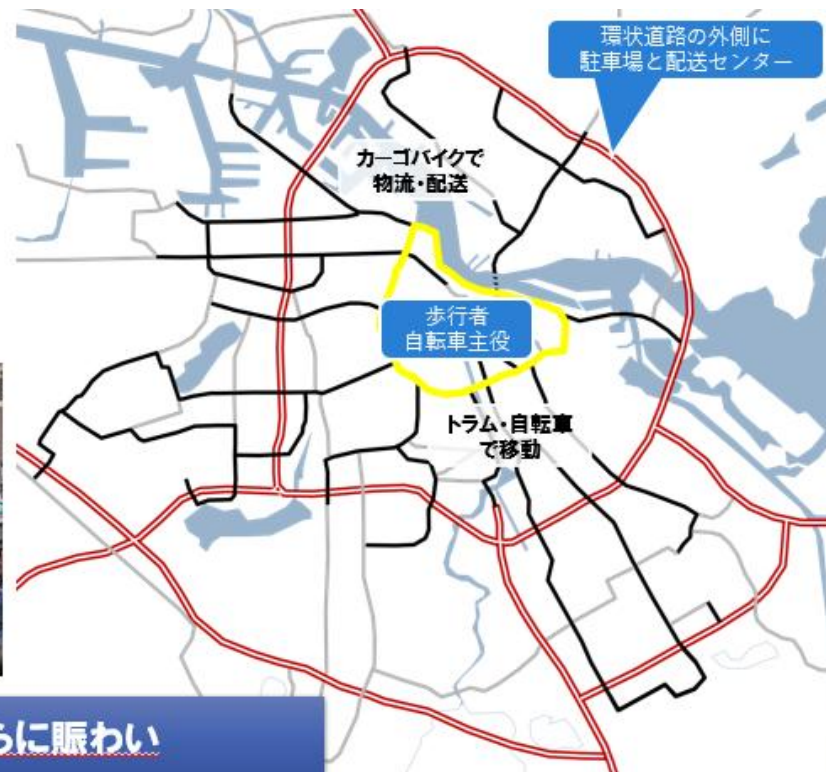 環状道路の外側に
駐車場と配送センター
カーゴバイクで
物流・配送
歩行者
自転車主役
トラム・自転車
で移動
らに賑わい